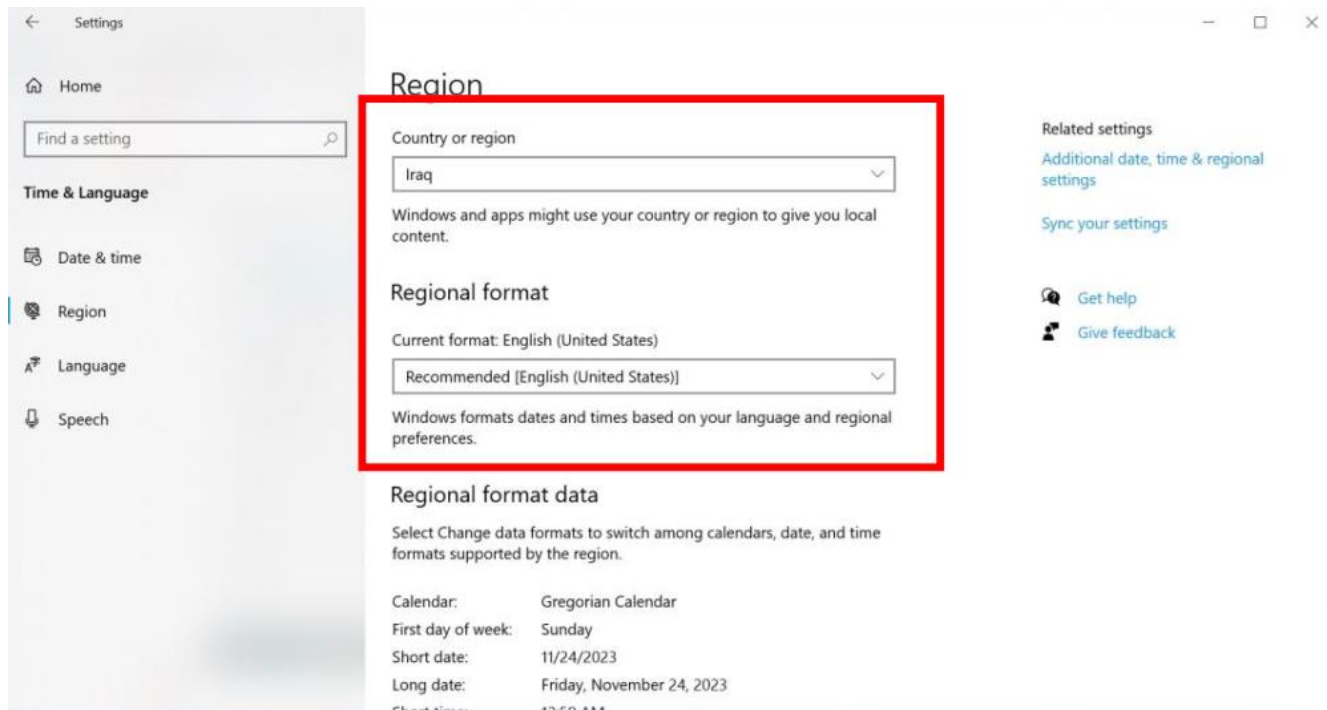 Settings
Home
Find a setting
Time & Language
Date & time
Region
Language
Speech
Region
Country or region
Iraq
Windows and apps might use your country or region to give you local
content.
Regional format
Current format: English (United States)
Recommended [English (United States)]
Windows formats dates and times based on your language and regional
preferences.
Regional format data
Select Change data formats to switch among calendars, date, and time
formats supported by the region.
Calendar: Gregorian Calendar
First day of week: Sunday
Short date: 11/24/2023
Long date: Friday, November 24, 2023
Related settings
Additional date, time & regional
settings
Sync your settings
Get help
Give feedback